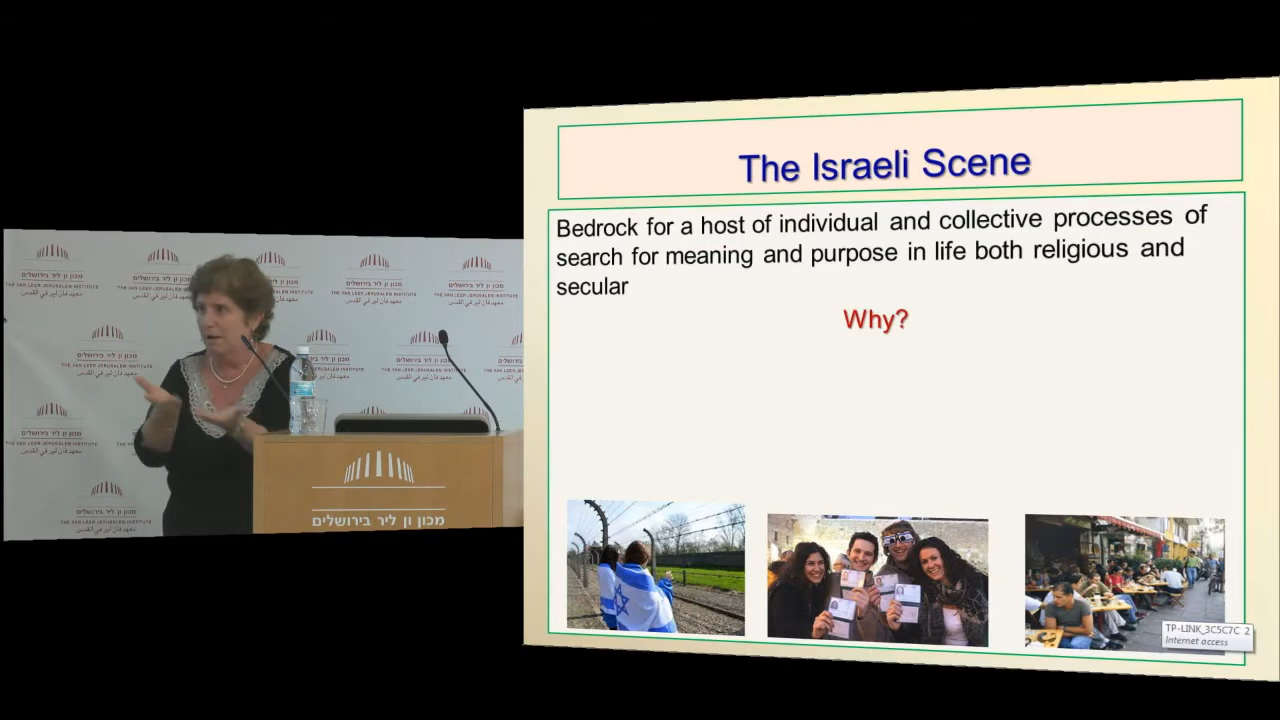 The Israeli Scene
Bedrock for a host of individual and collective processes of
search for meaning and purpose in life both religious and
secular
Why?
TP-LINK_3C5C7C 2
Internet access
מכון ון ליר בירושלים
THE VAN LEER JERUSALEM INSTITUTE
معهد فان لير في القدس
מכון ון ליר בירושלים